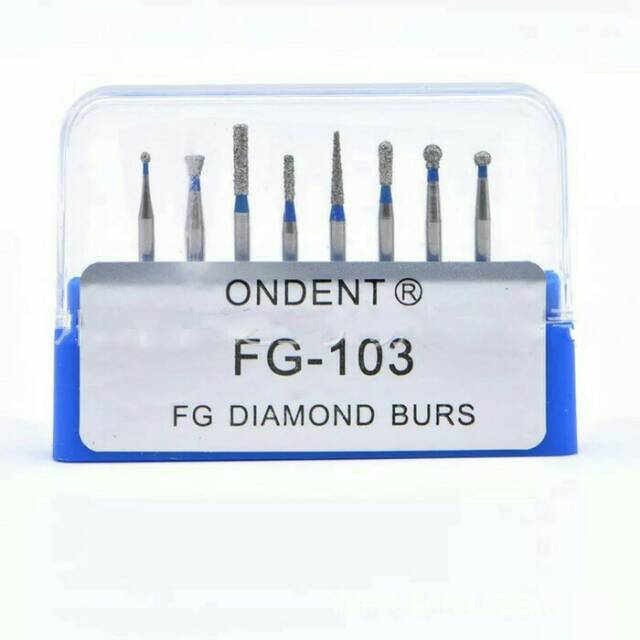 ONDENT ®
FG-103
FG DIAMOND BURS